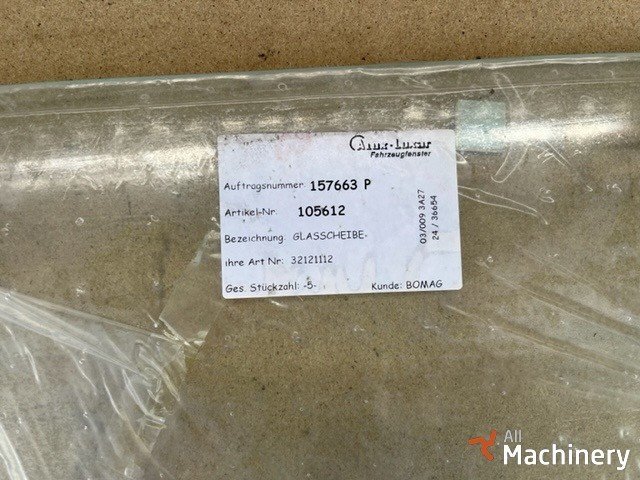 Fahrzeugfenster
Auftragsnummer 157663 P
Artikel-Nr: 105612
Bezeichnung GLASSCHEIBE
ihre Art Nr: 32121112
Ges. Stückzahl: -5- Kunde: BOMAG
03/009 3A27
24 / 36654
All
Machinery